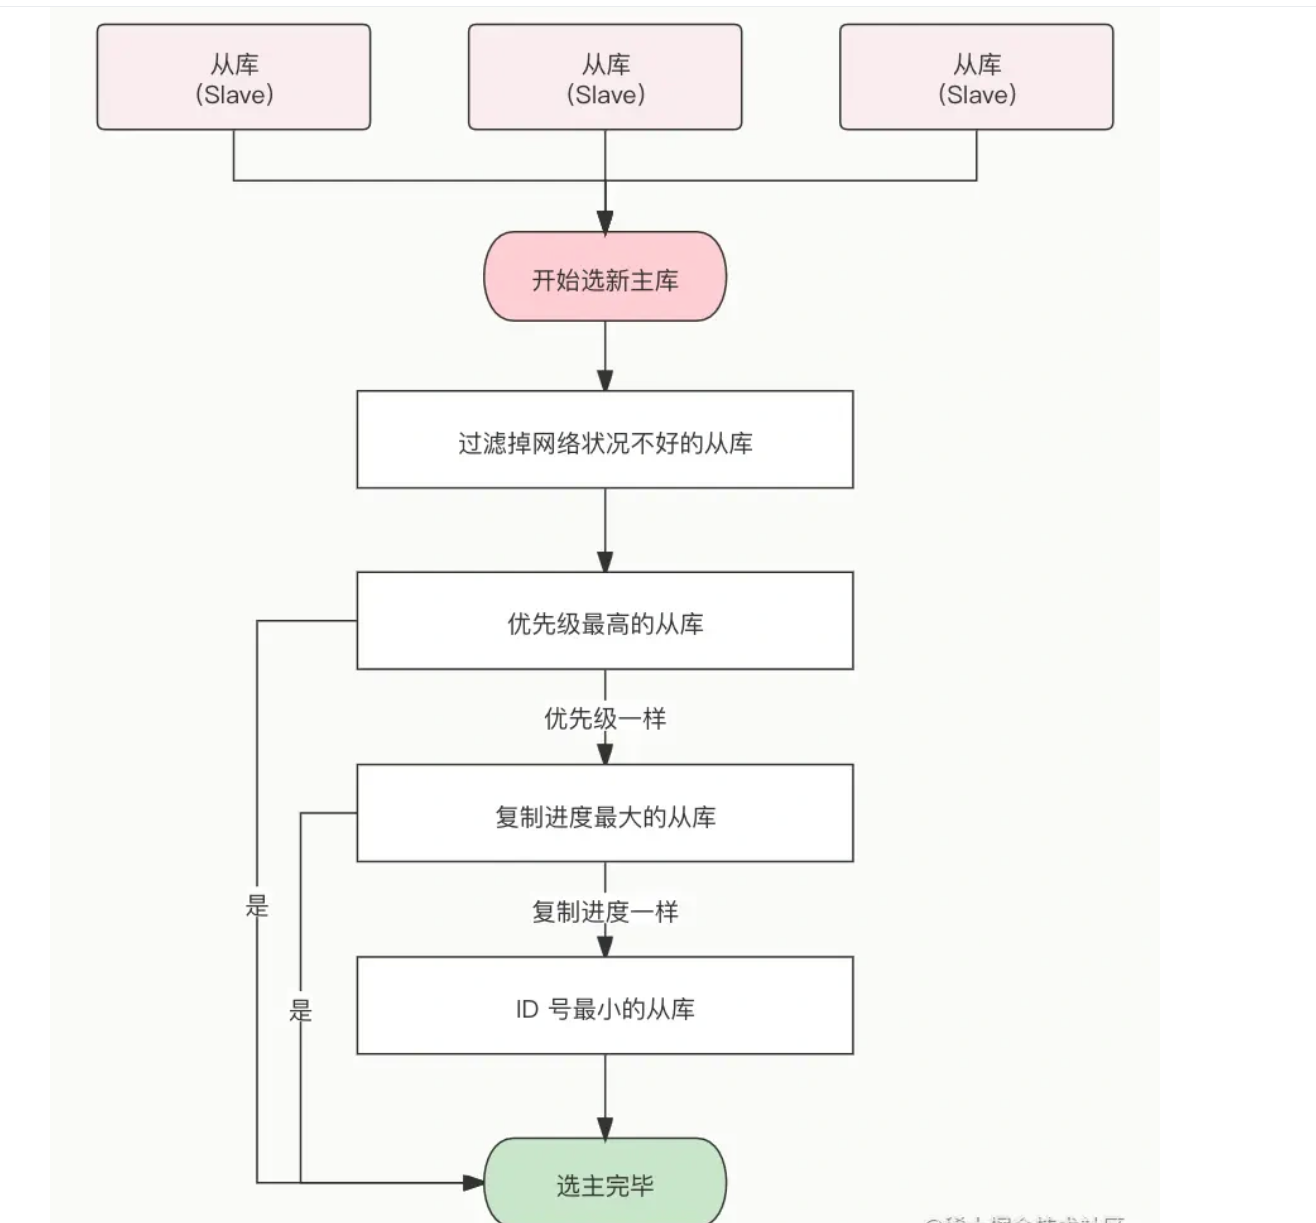 从库
(Slave)
从库
(Slave)
从库
(Slave)
开始选新主库
过滤掉网络状况不好的从库
优先级最高的从库
优先级一样
复制进度最大的从库
复制进度一样
是
是
ID 号最小的从库
选主完毕